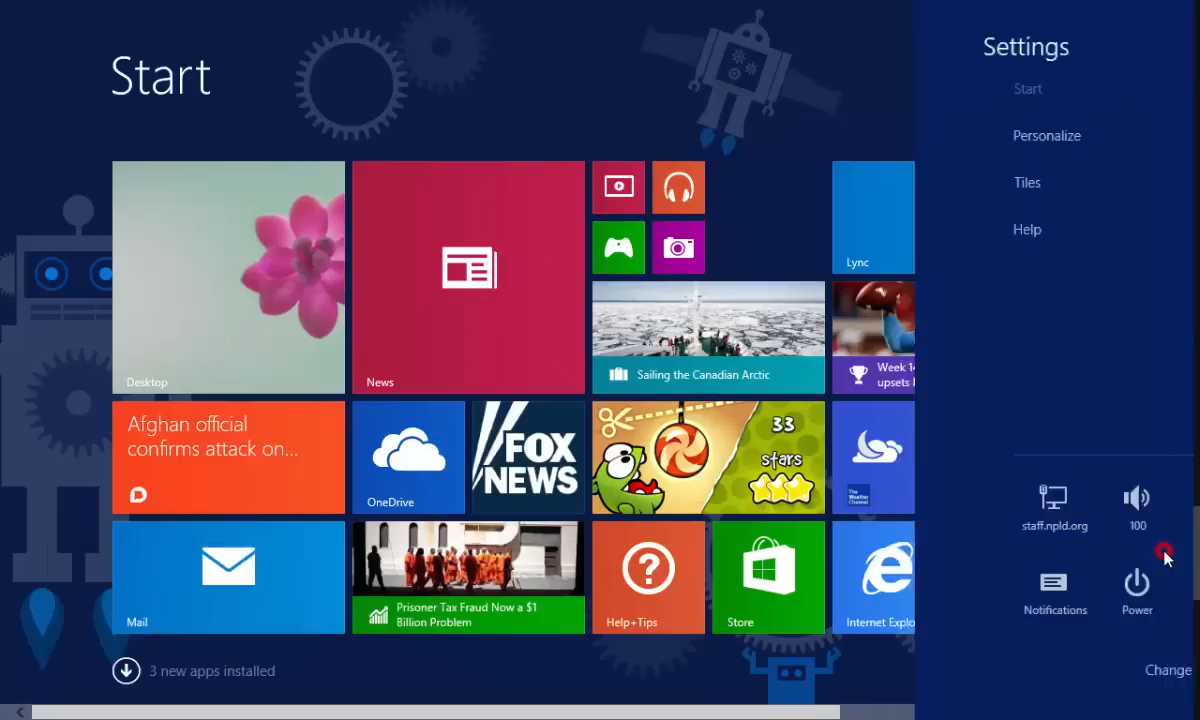 Start
Settings
Start
Personalize
Tiles
Help
Desktop
News
Lync
Sailing the Canadian Arctic
Week 14
upsets
Afghan official
confirms attack on...
OneDrive
FOX
NEWS
33
stars
The
Weather
Channel
Mail
Prisoner Tax Fraud Now a $1
Billion Problem
Help+Tips
Store
Internet Explo
staff.npld.org
100
Notifications
Power
3 new apps installed
Change